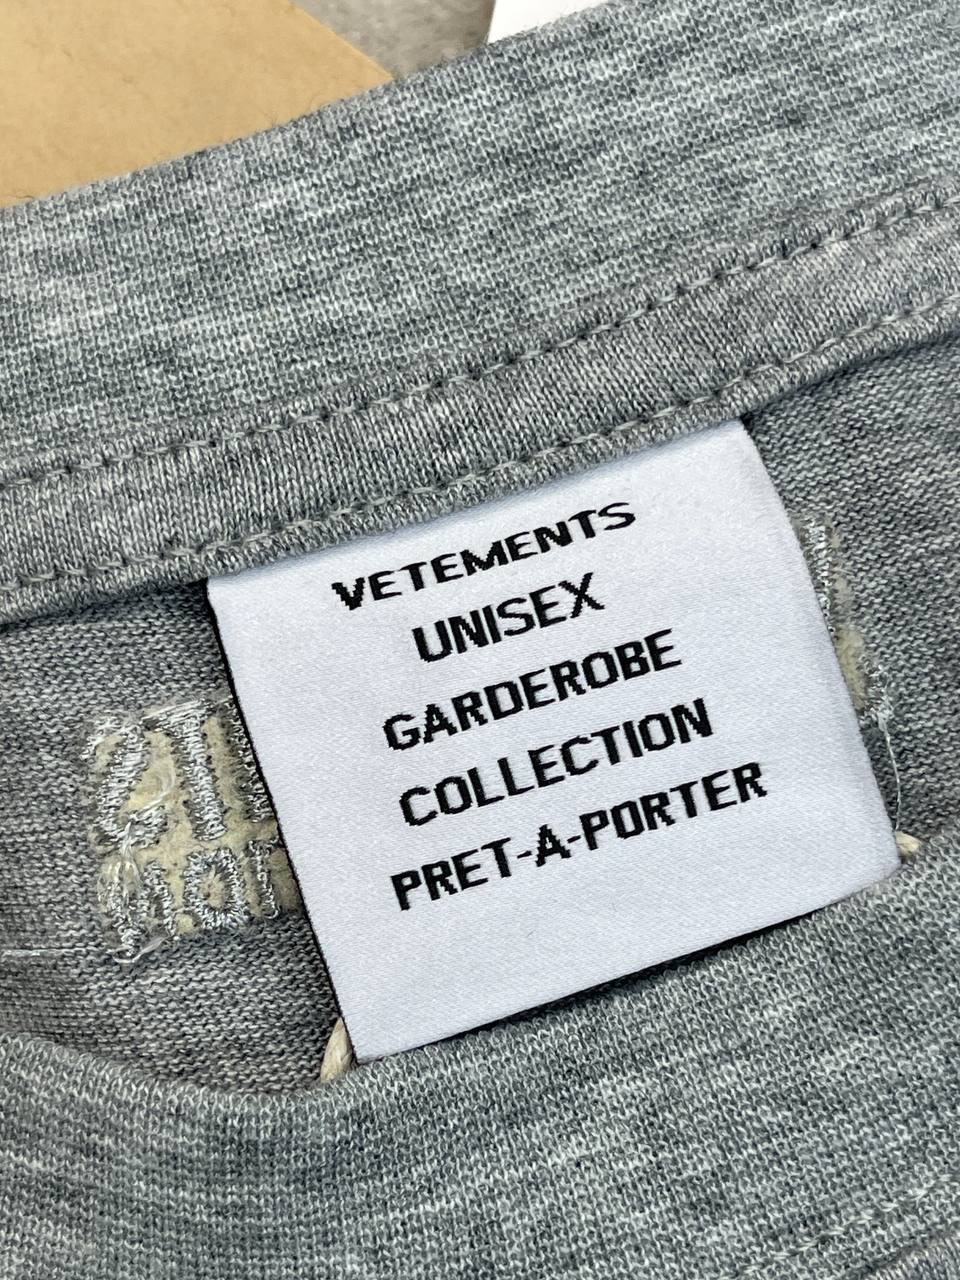 VETEMENTS
UNISEX
GARDEROBE
COLLECTION
PRET-A-PORTER